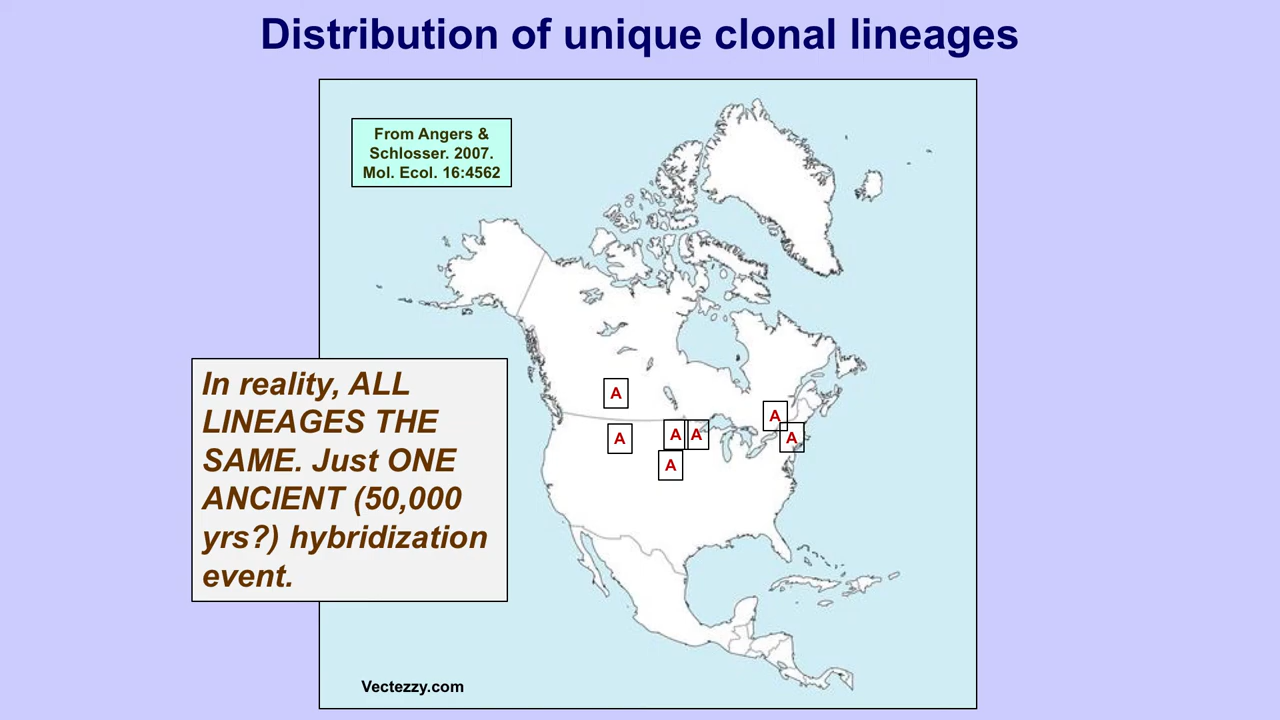 Distribution of unique clonal lineages
From Angers &
Schlosser. 2007.
Mol. Ecol. 16:4562
In reality, ALL
LINEAGES THE
SAME. Just ONE
ANCIENT (50,000
yrs?) hybridization
event.
A
A
A A
A
A
A
Vectezzy.com